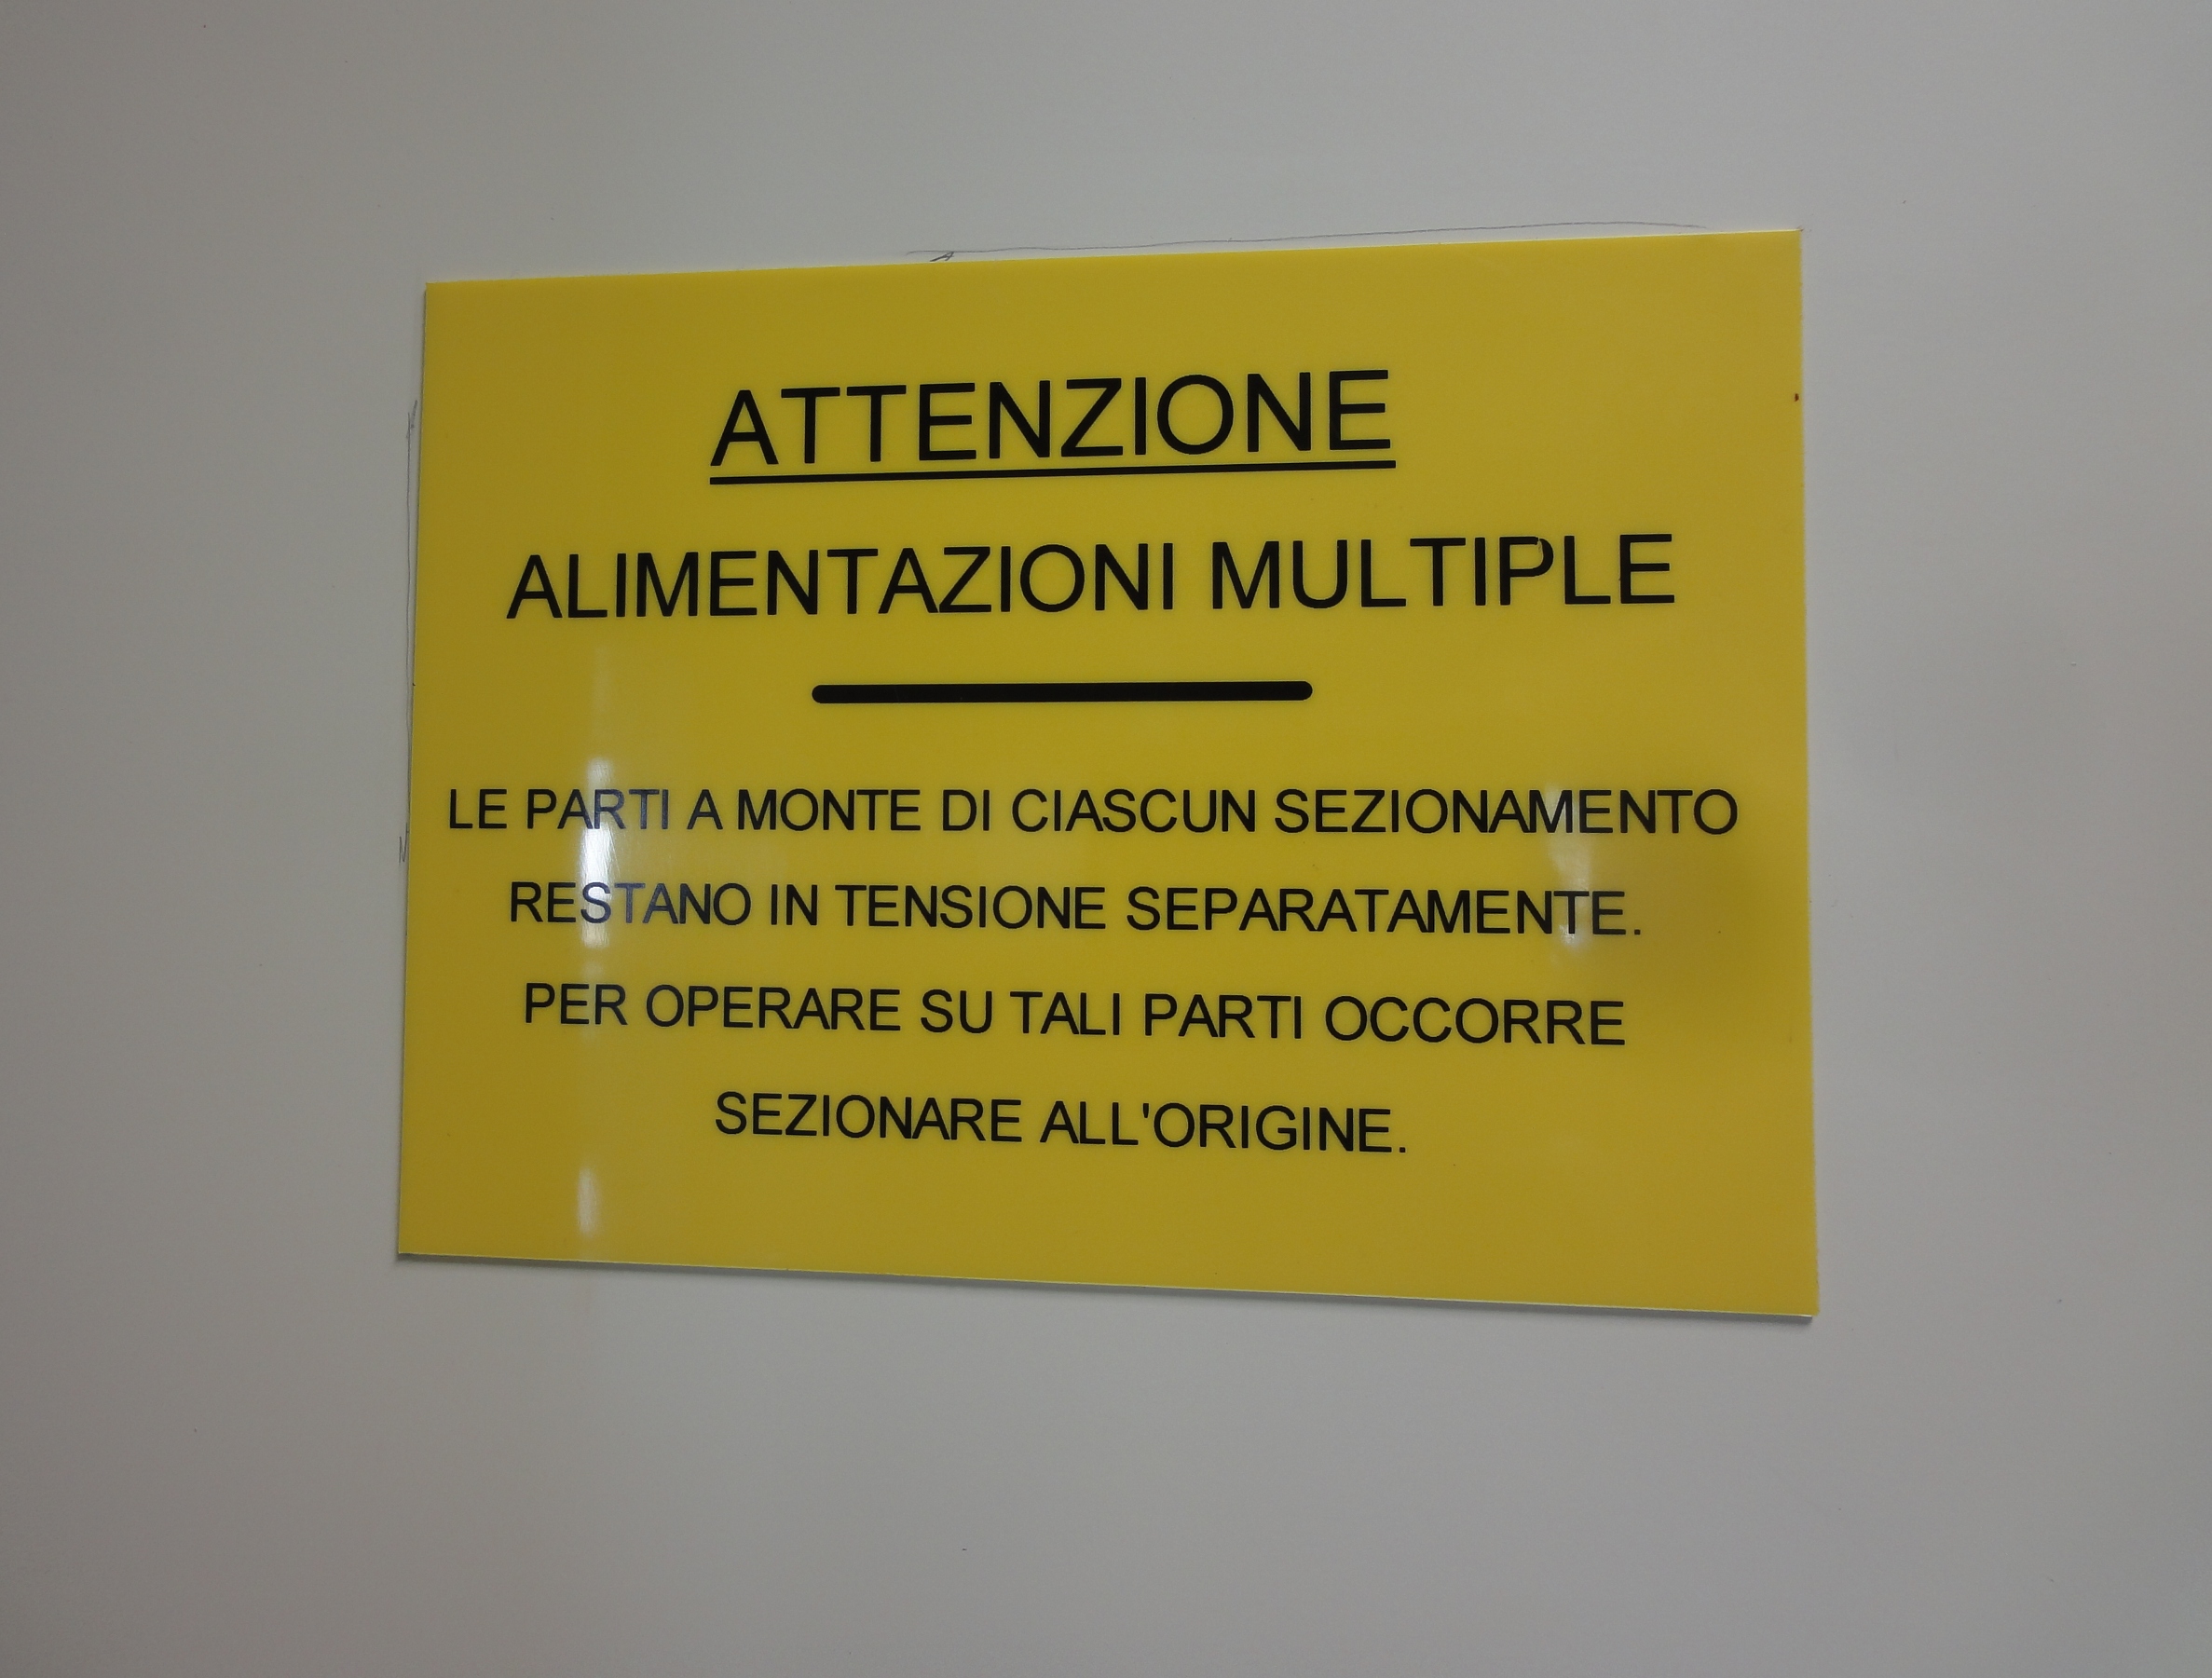 ATTENZIONE
ALIMENTAZIONI MULTIPLE
LE PARTI A MONTE DI CIASCUN SEZIONAMENTO
RESTANO IN TENSIONE SEPARATAMENTE.
PER OPERARE SU TALI PARTI OCCORRE
SEZIONARE ALL'ORIGINE.